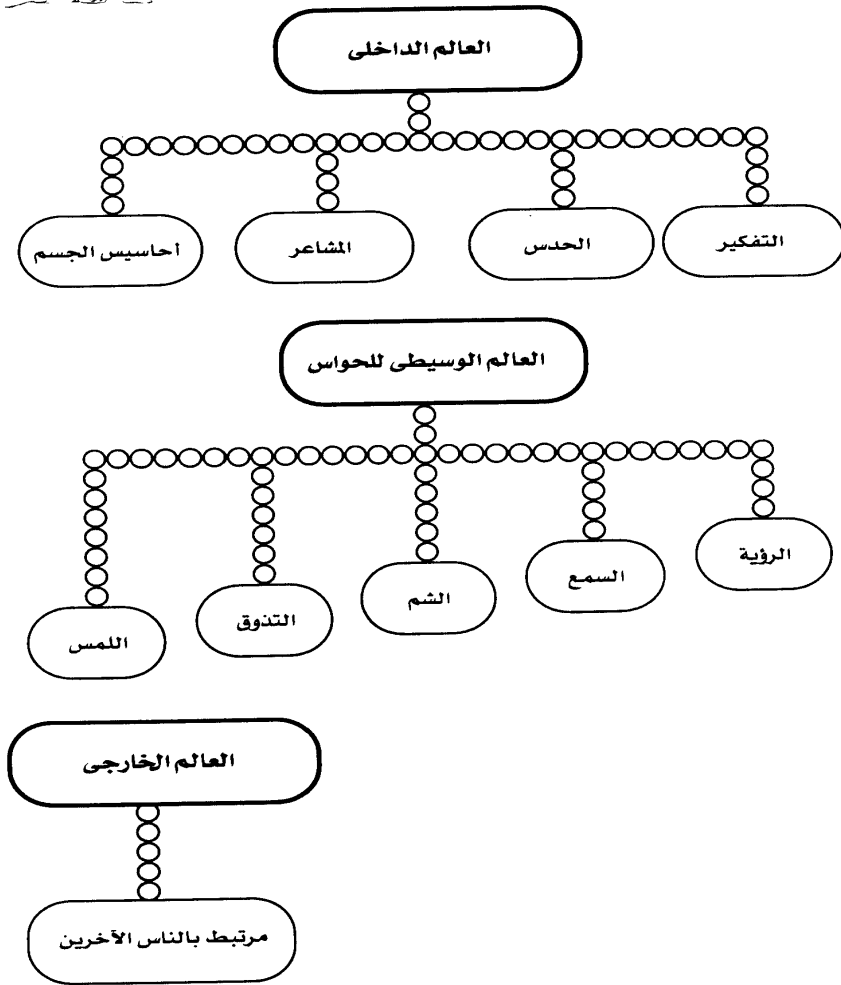 العالم الداخلى
التفكير
الحدس
المشاعر
أحاسيس الجسم
العالم الوسيطى للحواس
الرؤية
السمع
الشم
التذوق
اللمس
العالم الخارجى
مرتبط بالناس الآخرين